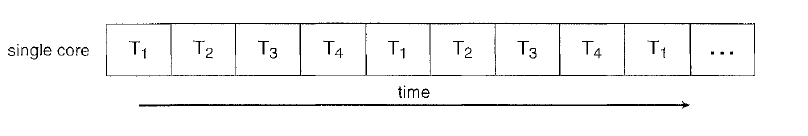 single core T₁ T₂ T₃ T₄ T₁ T₂ T₃ T₄ T₁ ...
time